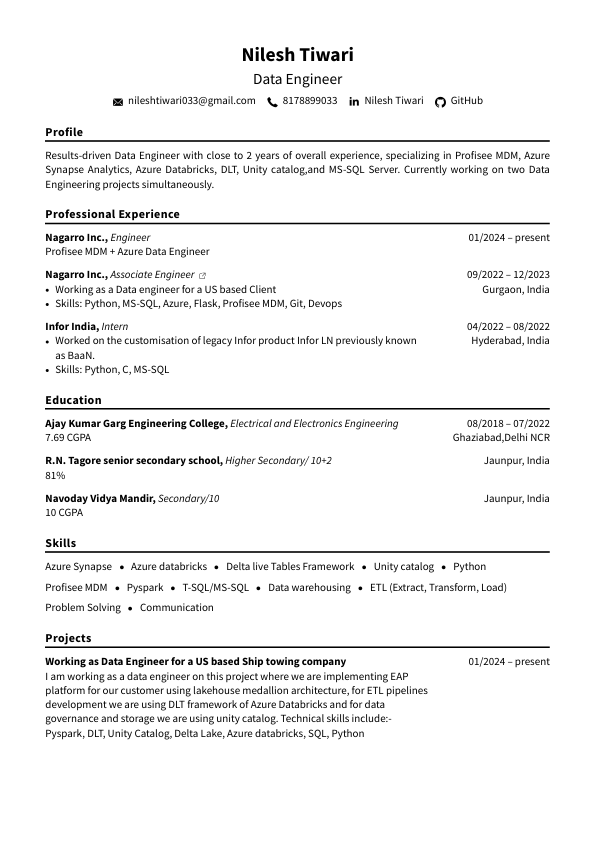 Nilesh Tiwari
Data Engineer
nileshtiwari033@gmail.com 8178899033 Nilesh Tiwari GitHub
Profile
Results-driven Data Engineer with close to 2 years of overall experience, specializing in Profisee MDM, Azure
Synapse Analytics, Azure Databricks, DLT, Unity catalog,and MS-SQL Server. Currently working on two Data
Engineering projects simultaneously.
Professional Experience
Nagarro Inc., Engineer 01/2024 – present
Profisee MDM + Azure Data Engineer
Nagarro Inc., Associate Engineer 09/2022 – 12/2023
• Working as a Data engineer for a US based Client Gurgaon, India
• Skills: Python, MS-SQL, Azure, Flask, Profisee MDM, Git, Devops
Infor India, Intern 04/2022 – 08/2022
• Worked on the customisation of legacy Infor product Infor LN previously known Hyderabad, India
as BaaN.
• Skills: Python, C, MS-SQL
Education
Ajay Kumar Garg Engineering College, Electrical and Electronics Engineering 08/2018 – 07/2022
7.69 CGPA Ghaziabad,Delhi NCR
R.N. Tagore senior secondary school, Higher Secondary/ 10+2 Jaunpur, India
81%
Navoday Vidya Mandir, Secondary/10 Jaunpur, India
10 CGPA
Skills
Azure Synapse • Azure databricks • Delta live Tables Framework • Unity catalog • Python
Profisee MDM • Pyspark • T-SQL/MS-SQL • Data warehousing • ETL (Extract, Transform, Load)
Problem Solving • Communication
Projects
Working as Data Engineer for a US based Ship towing company 01/2024 – present
I am working as a data engineer on this project where we are implementing EAP
platform for our customer using lakehouse medallion architecture, for ETL pipelines
development we are using DLT framework of Azure Databricks and for data
governance and storage we are using unity catalog. Technical skills include:-
Pyspark, DLT, Unity Catalog, Delta Lake, Azure databricks, SQL, Python